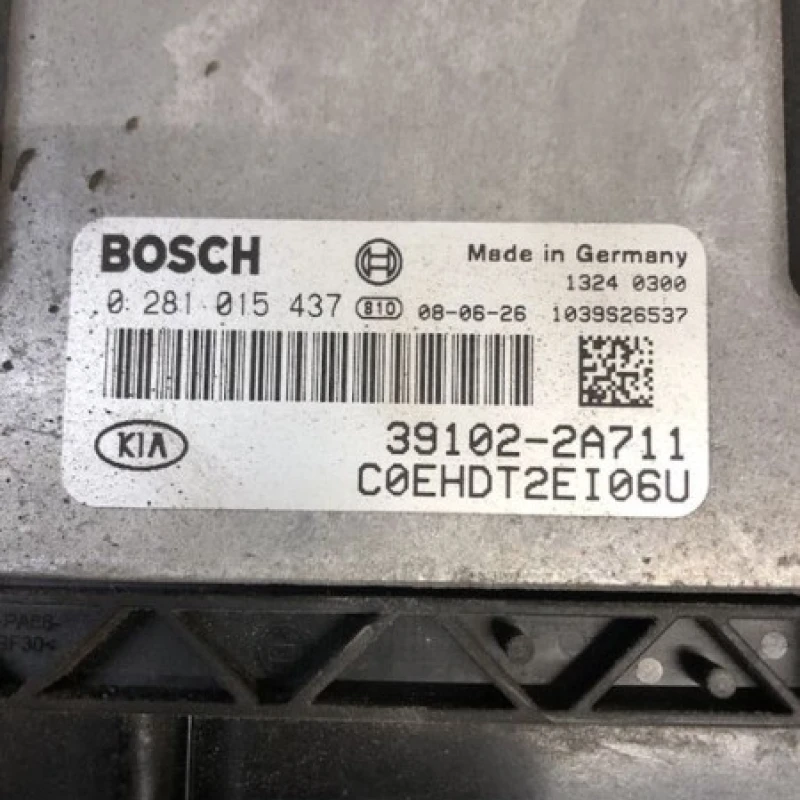 BOSCH Made in Germany
1324 0300
0 281 015 437 810 08-06-26 1039S26537
KIA 39102-2A711
C0EHDT2EI06U